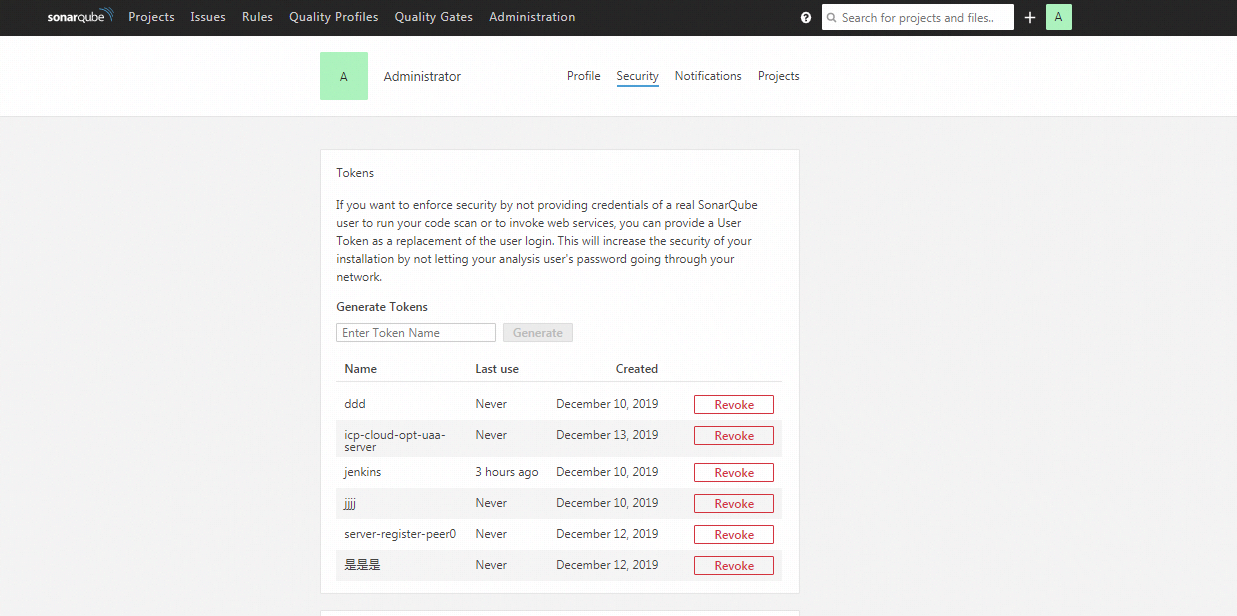 sonarqube Projects Issues Rules Quality Profiles Quality Gates Administration ? Search for projects and files.. + A
A Administrator Profile Security Notifications Projects
Tokens
If you want to enforce security by not providing credentials of a real SonarQube
user to run your code scan or to invoke web services, you can provide a User
Token as a replacement of the user login. This will increase the security of your
installation by not letting your analysis user's password going through your
network.
Generate Tokens
Enter Token Name Generate
Name Last use Created
ddd Never December 10, 2019 Revoke
icp-cloud-opt-uaa-
server Never December 13, 2019 Revoke
jenkins 3 hours ago December 10, 2019 Revoke
jjjj Never December 10, 2019 Revoke
server-register-peer0 Never December 12, 2019 Revoke
是是是 Never December 12, 2019 Revoke